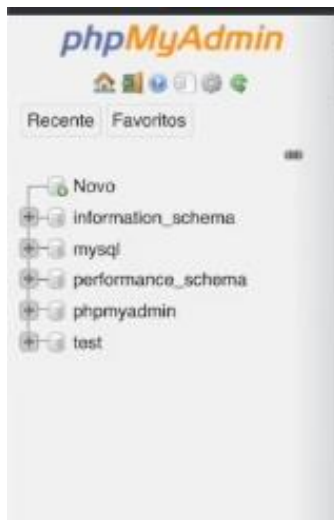 phpMyAdmin
Recente Favoritos
Novo
information_schema
mysql
performance_schema
phpmyadmin
test